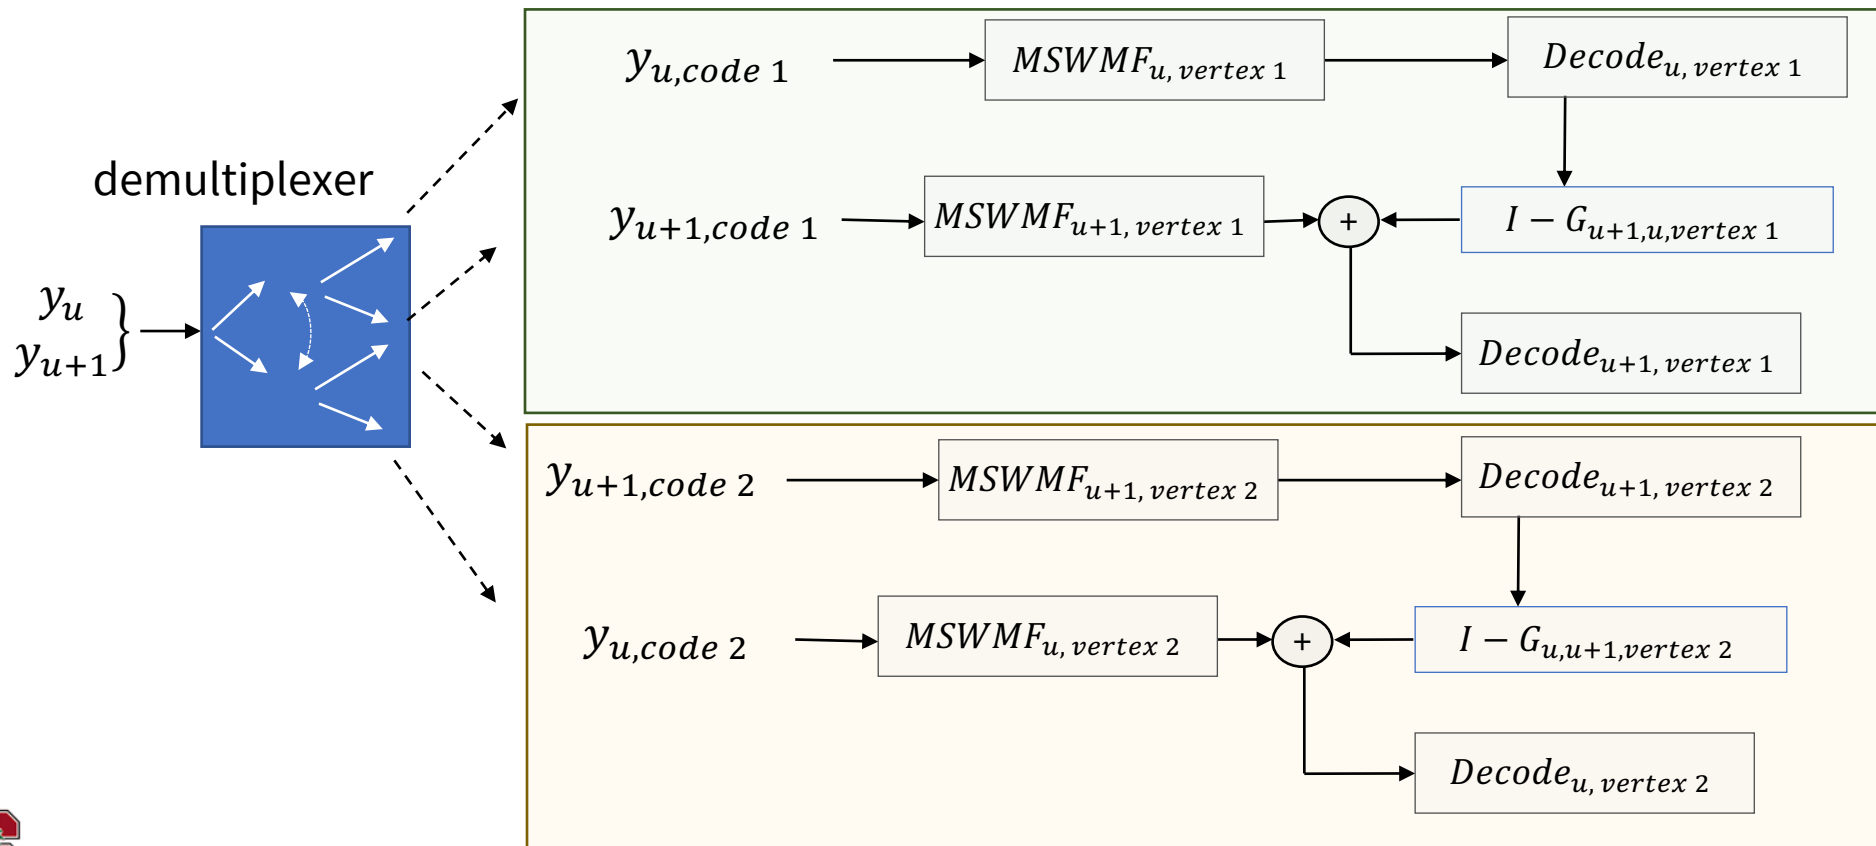 demultiplexer
y_u
y_{u+1}
y_{u,code 1}
MSWMF_{u, vertex 1}
Decode_{u, vertex 1}
y_{u+1,code 1}
MSWMF_{u+1, vertex 1}
+
I − G_{u+1,u,vertex 1}
Decode_{u+1, vertex 1}
y_{u+1,code 2}
MSWMF_{u+1, vertex 2}
Decode_{u+1, vertex 2}
y_{u,code 2}
MSWMF_{u, vertex 2}
+
I − G_{u,u+1,vertex 2}
Decode_{u, vertex 2}